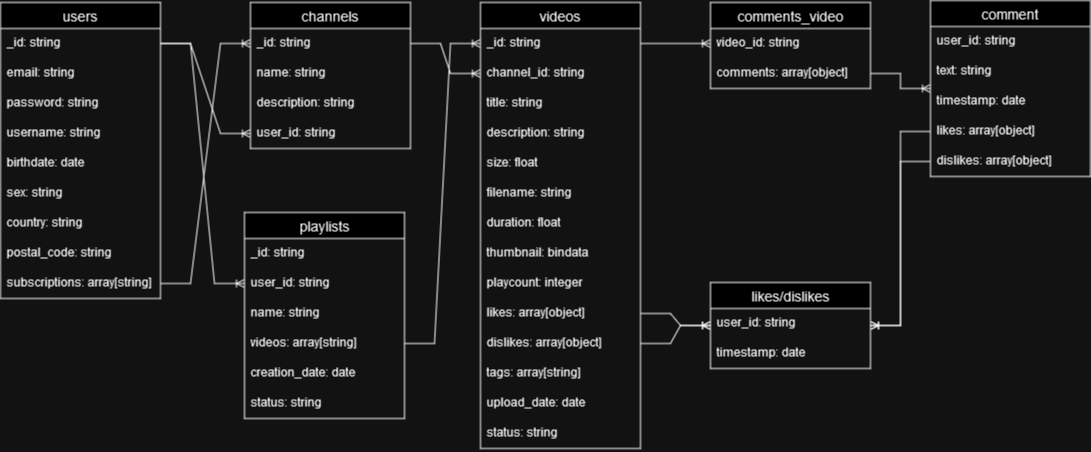 users
_id: string
email: string
password: string
username: string
birthdate: date
sex: string
country: string
postal_code: string
subscriptions: array[string]
channels
_id: string
name: string
description: string
user_id: string
playlists
_id: string
user_id: string
name: string
videos: array[string]
creation_date: date
status: string
videos
_id: string
channel_id: string
title: string
description: string
size: float
filename: string
duration: float
thumbnail: bindata
playcount: integer
likes: array[object]
dislikes: array[object]
tags: array[string]
upload_date: date
status: string
comments_video
video_id: string
comments: array[object]
likes/dislikes
user_id: string
timestamp: date
comment
user_id: string
text: string
timestamp: date
likes: array[object]
dislikes: array[object]